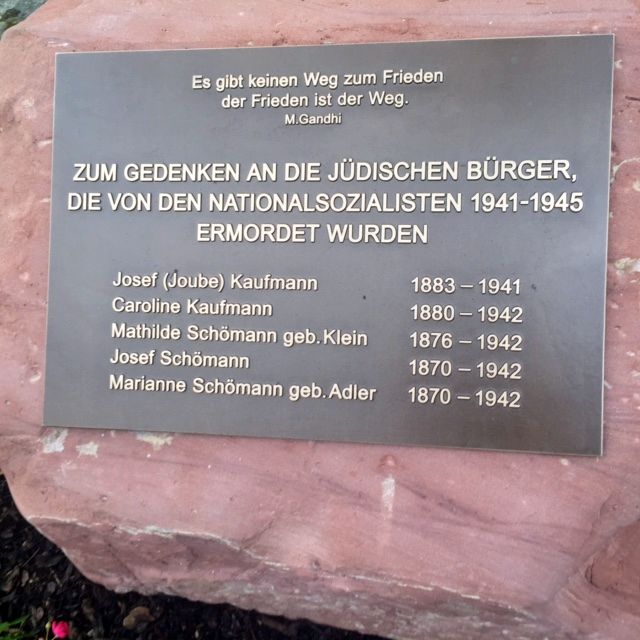 Es gibt keinen Weg zum Frieden
der Frieden ist der Weg.
M.Gandhi
ZUM GEDENKEN AN DIE JÜDISCHEN BÜRGER,
DIE VON DEN NATIONALSOZIALISTEN 1941-1945
ERMORDET WURDEN
Josef (Joube) Kaufmann 1883 – 1941
Caroline Kaufmann 1880 – 1942
Mathilde Schömann geb.Klein 1876 – 1942
Josef Schömann 1870 – 1942
Marianne Schömann geb.Adler 1870 – 1942